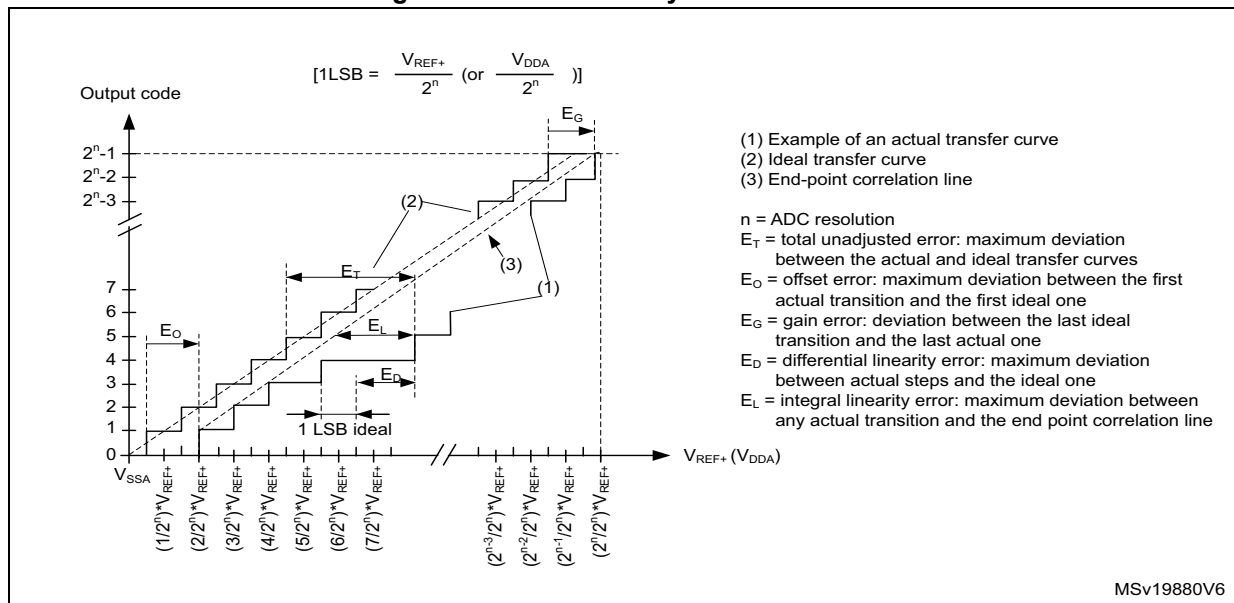 [1LSB = V_REF+ / 2^n (or V_DDA / 2^n )]
Output code
E_G
2^n-1
2^n-2
2^n-3
7
6
5
4
3
2
1
0
(2)
(3)
(1)
E_T
E_L
E_O
E_D
1 LSB ideal
V_SSA
(1/2^n)*V_REF+
(2/2^n)*V_REF+
(3/2^n)*V_REF+
(4/2^n)*V_REF+
(5/2^n)*V_REF+
(6/2^n)*V_REF+
(7/2^n)*V_REF+
(2^n-3/2^n)*V_REF+
(2^n-2/2^n)*V_REF+
(2^n-1/2^n)*V_REF+
(2^n/2^n)*V_REF+
V_REF+ (V_DDA)
(1) Example of an actual transfer curve
(2) Ideal transfer curve
(3) End-point correlation line
n = ADC resolution
E_T = total unadjusted error: maximum deviation
between the actual and ideal transfer curves
E_O = offset error: maximum deviation between the first
actual transition and the first ideal one
E_G = gain error: deviation between the last ideal
transition and the last actual one
E_D = differential linearity error: maximum deviation
between actual steps and the ideal one
E_L = integral linearity error: maximum deviation between
any actual transition and the end point correlation line
MSv19880V6